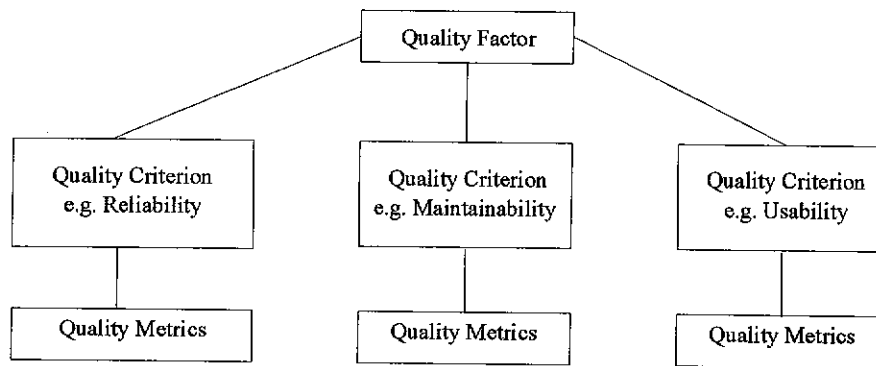 Quality Factor
Quality Criterion
e.g. Reliability
Quality Criterion
e.g. Maintainability
Quality Criterion
e.g. Usability
Quality Metrics
Quality Metrics
Quality Metrics